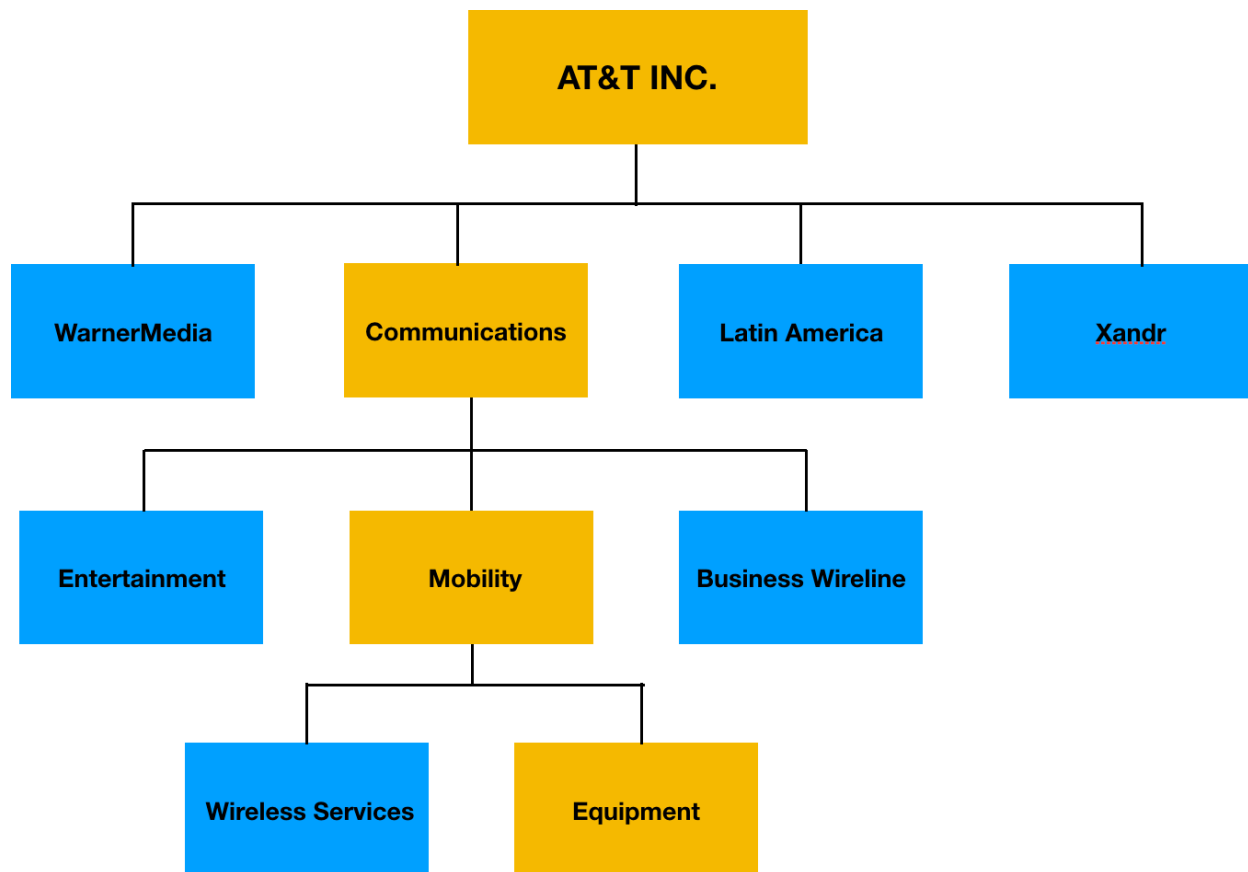 AT&T INC.
WarnerMedia
Communications
Latin America
Xandr
Entertainment
Mobility
Business Wireline
Wireless Services
Equipment